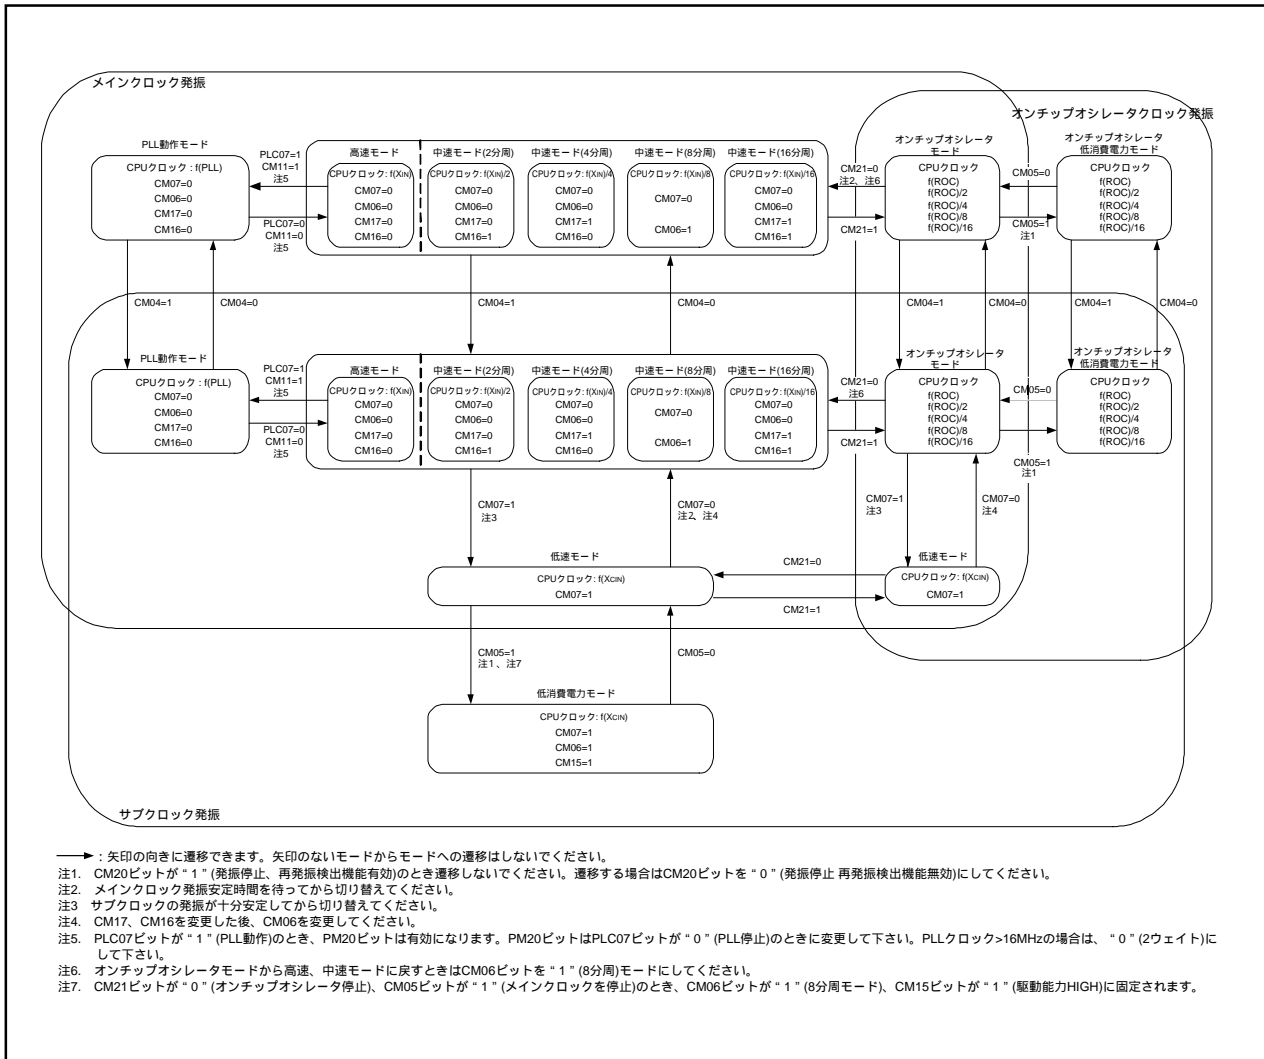 メインクロック発振
オンチップオシレータクロック発振
PLL動作モード
CPUクロック : f(PLL)
CM07=0
CM06=0
CM17=0
CM16=0
PLC07=1
CM11=1
注5
PLC07=0
CM11=0
注5
高速モード
CPUクロック: f(XIN)
CM07=0
CM06=0
CM17=0
CM16=0
中速モード(2分周)
CPUクロック: f(XIN)/2
CM07=0
CM06=0
CM17=0
CM16=1
中速モード(4分周)
CPUクロック: f(XIN)/4
CM07=0
CM06=0
CM17=1
CM16=0
中速モード(8分周)
CPUクロック: f(XIN)/8
CM07=0
CM06=1
中速モード(16分周)
CPUクロック: f(XIN)/16
CM07=0
CM06=0
CM17=1
CM16=1
CM21=0
注2、注6
CM21=1
オンチップオシレータ
モード
CPUクロック
f(ROC)
f(ROC)/2
f(ROC)/4
f(ROC)/8
f(ROC)/16
CM05=0
CM05=1
注1
オンチップオシレータ
低消費電力モード
CPUクロック
f(ROC)
f(ROC)/2
f(ROC)/4
f(ROC)/8
f(ROC)/16
CM04=1
CM04=0
CM04=1
CM04=0
CM04=1
CM04=0
CM04=1
CM04=0
PLL動作モード
CPUクロック : f(PLL)
CM07=0
CM06=0
CM17=0
CM16=0
PLC07=1
CM11=1
注5
PLC07=0
CM11=0
注5
高速モード
CPUクロック: f(XIN)
CM07=0
CM06=0
CM17=0
CM16=0
中速モード(2分周)
CPUクロック: f(XIN)/2
CM07=0
CM06=0
CM17=0
CM16=1
中速モード(4分周)
CPUクロック: f(XIN)/4
CM07=0
CM06=0
CM17=1
CM16=0
中速モード(8分周)
CPUクロック: f(XIN)/8
CM07=0
CM06=1
中速モード(16分周)
CPUクロック: f(XIN)/16
CM07=0
CM06=0
CM17=1
CM16=1
CM21=0
注6
CM21=1
オンチップオシレータ
モード
CPUクロック
f(ROC)
f(ROC)/2
f(ROC)/4
f(ROC)/8
f(ROC)/16
CM05=0
CM05=1
注1
オンチップオシレータ
低消費電力モード
CPUクロック
f(ROC)
f(ROC)/2
f(ROC)/4
f(ROC)/8
f(ROC)/16
CM07=1
注3
CM07=0
注2、注4
CM07=1
注3
CM07=0
注4
低速モード
CPUクロック: f(XCIN)
CM07=1
CM21=0
CM21=1
低速モード
CPUクロック: f(XCIN)
CM07=1
CM05=1
注1 、注7
CM05=0
低消費電力モード
CPUクロック: f(XCIN)
CM07=1
CM06=1
CM15=1
サブクロック発振
: 矢印の向きに遷移できます。矢印のないモードからモードへの遷移はしないでください。
注1. CM20ビットが “ 1 ” (発振停止、再発振検出機能有効)のとき遷移しないでください。遷移する場合はCM20ビットを “ 0 ” (発振停止 再発振検出機能無効)にしてください。
注2. メインクロック発振安定時間を待ってから切り替えてください。
注3 サブクロックの発振が十分安定してから切り替えてください。
注4. CM17、CM16を変更した後、CM06を変更してください。
注5. PLC07ビットが “ 1 ” (PLL動作)のとき、PM20ビットは有効になります。PM20ビットはPLC07ビットが “ 0 ” (PLL停止)のときに変更して下さい。PLLクロック>16MHzの場合は、“ 0 ” (2ウェイト)に
して下さい。
注6. オンチップオシレータモードから高速、中速モードに戻すときはCM06ビットを “ 1 ” (8分周)モードにしてください。
注7. CM21ビットが “ 0 ” (オンチップオシレータ停止)、CM05ビットが “ 1 ” (メインクロックを停止)のとき、CM06ビットが “ 1 ” (8分周モード)、CM15ビットが “ 1 ” (駆動能力HIGH)に固定されます。